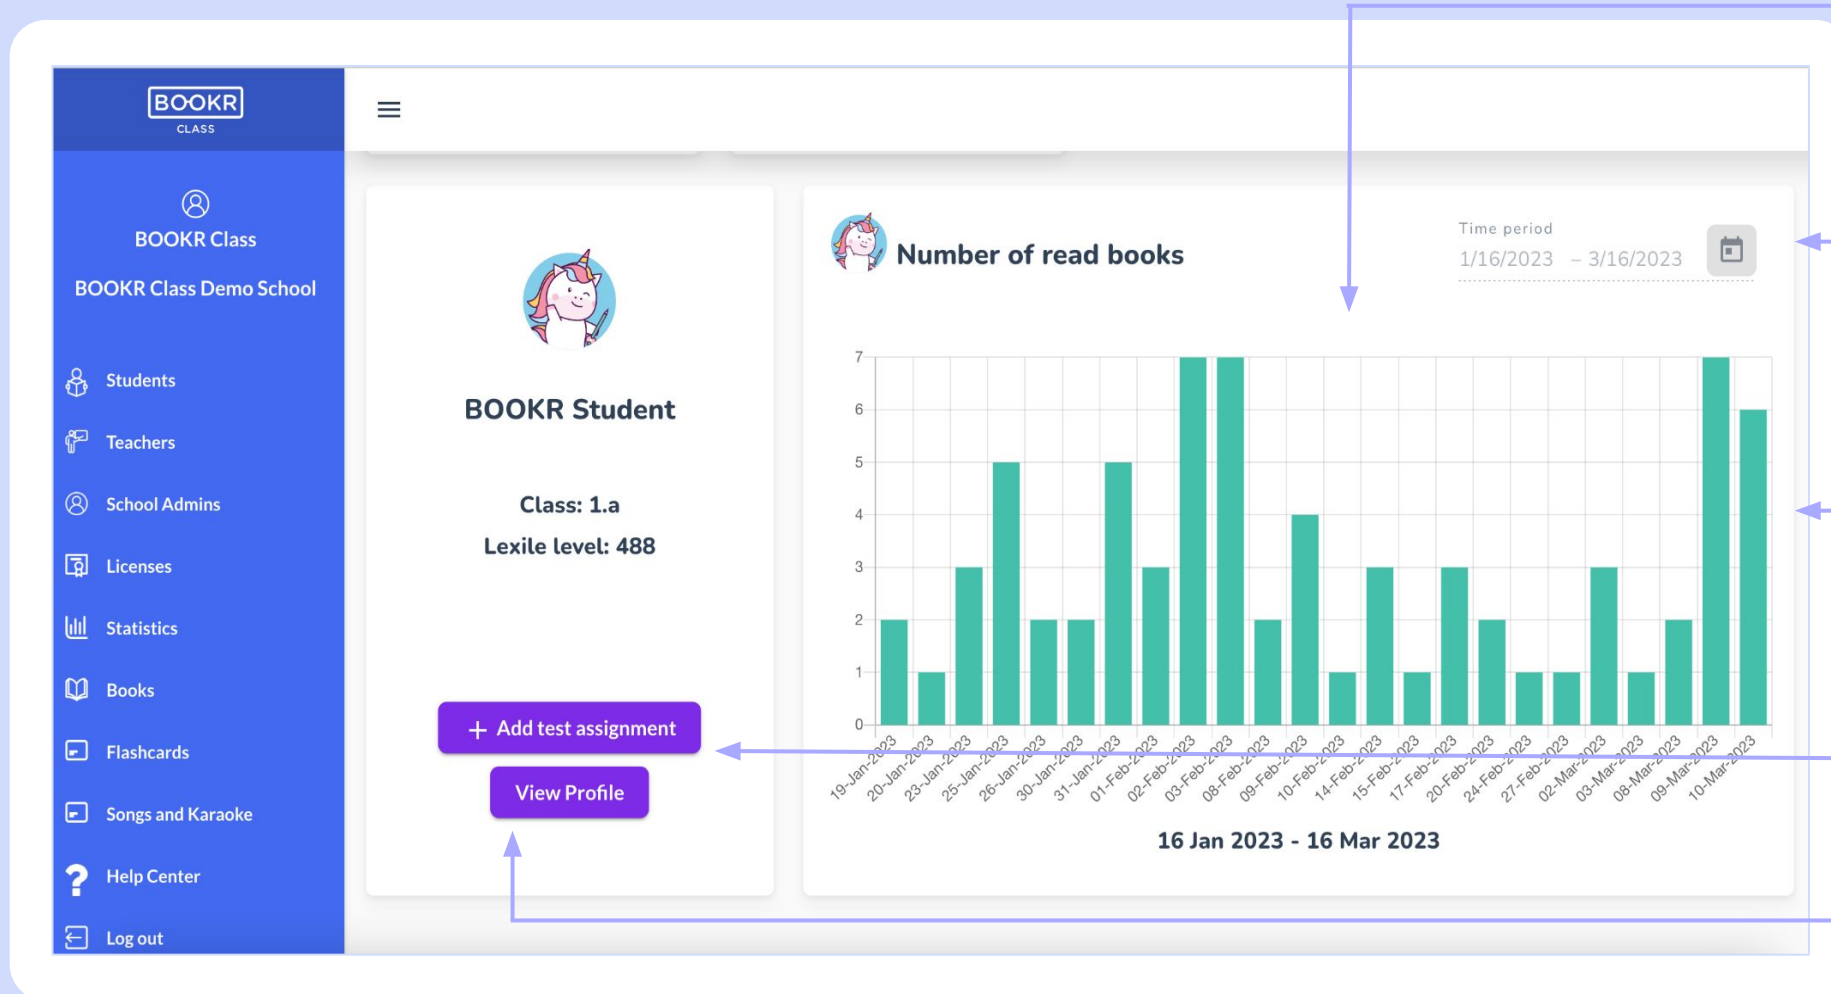 BOOKR
CLASS
BOOKR Class
BOOKR Class Demo School
Students
Teachers
School Admins
Licenses
Statistics
Books
Flashcards
Songs and Karaoke
Help Center
Log out
BOOKR Student
Class: 1.a
Lexile level: 488
+ Add test assignment
View Profile
Number of read books
Time period
1/16/2023 – 3/16/2023
7
6
5
4
3
2
1
0
19-Jan-2023
20-Jan-2023
23-Jan-2023
25-Jan-2023
26-Jan-2023
30-Jan-2023
31-Jan-2023
01-Feb-2023
02-Feb-2023
03-Feb-2023
08-Feb-2023
09-Feb-2023
10-Feb-2023
14-Feb-2023
15-Feb-2023
17-Feb-2023
20-Feb-2023
24-Feb-2023
27-Feb-2023
02-Mar-2023
03-Mar-2023
08-Mar-2023
09-Mar-2023
10-Mar-2023
16 Jan 2023 - 16 Mar 2023